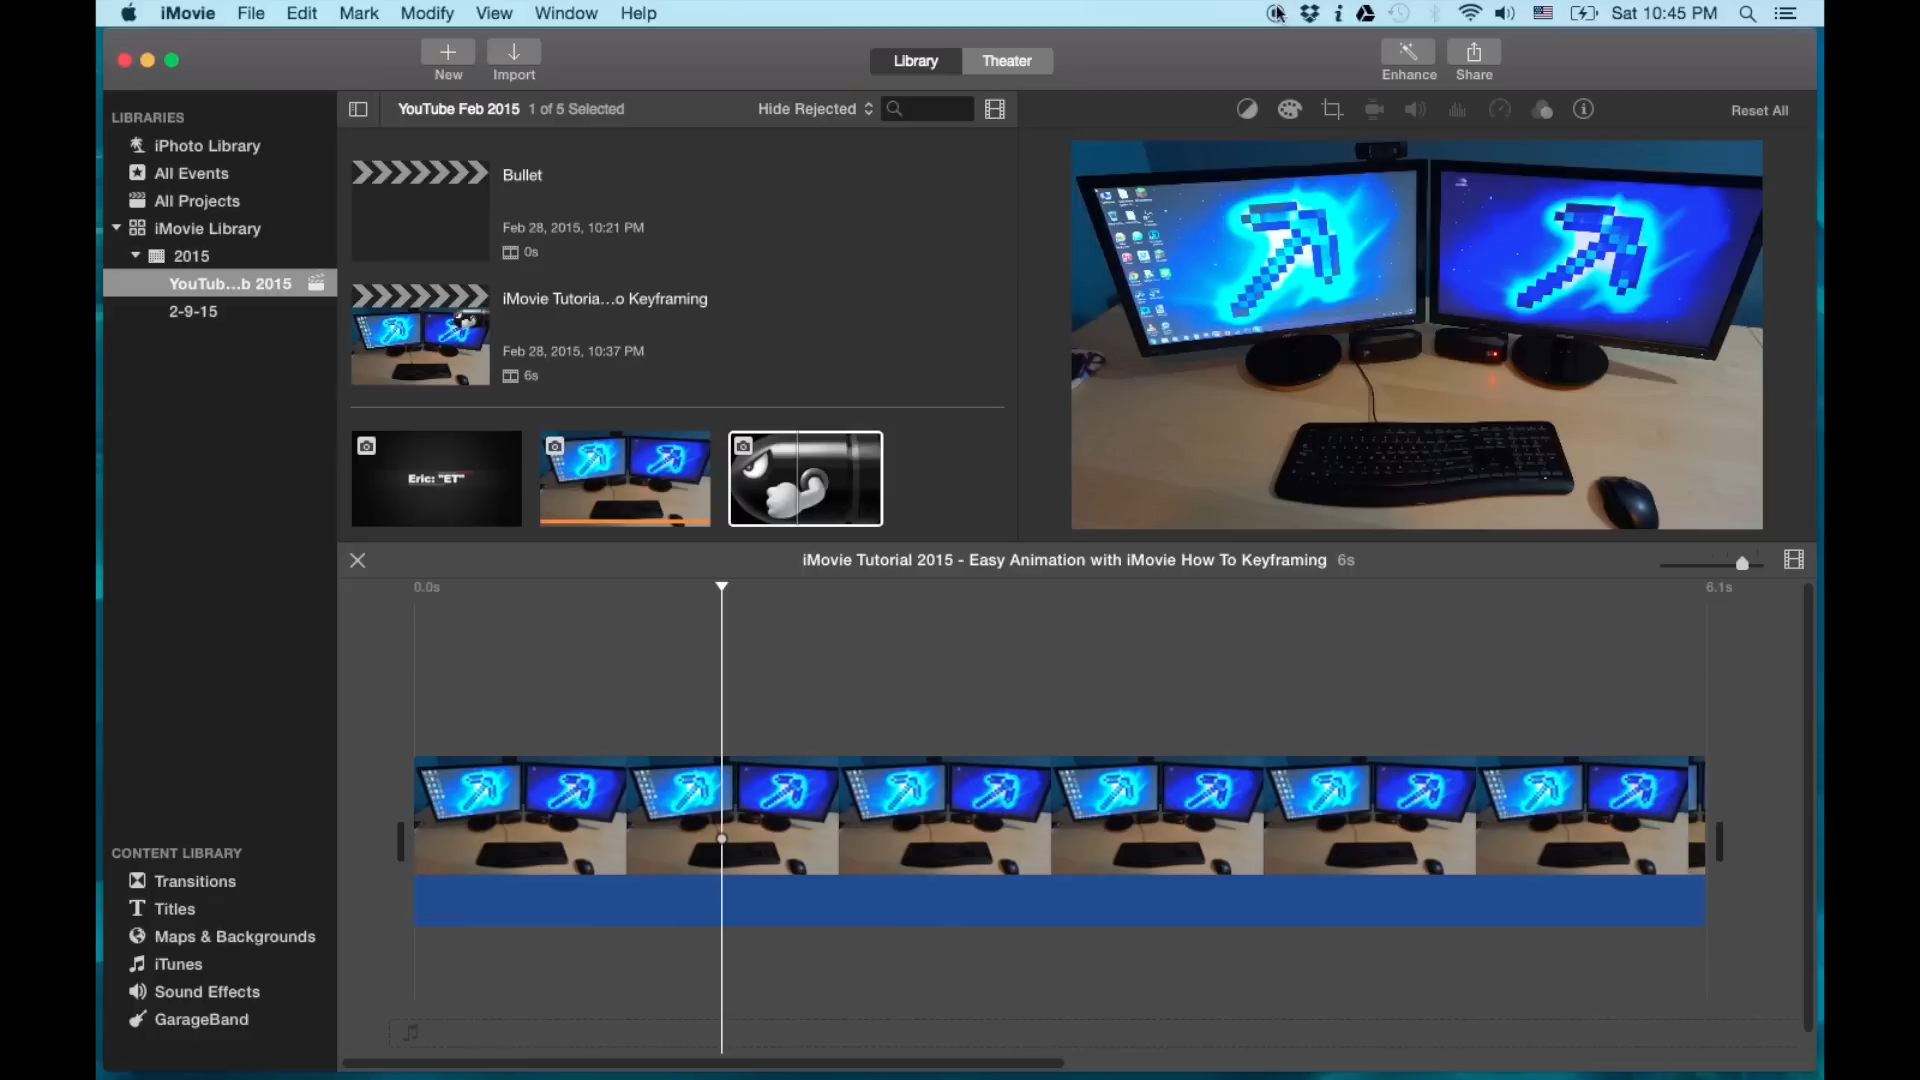 iMovie File Edit Mark Modify View Window Help
Sat 10:45 PM
New Import
Library Theater
Enhance Share
LIBRARIES
iPhoto Library
All Events
All Projects
iMovie Library
2015
YouTub...b 2015
2-9-15
CONTENT LIBRARY
Transitions
Titles
Maps & Backgrounds
iTunes
Sound Effects
GarageBand
YouTube Feb 2015 1 of 5 Selected Hide Rejected
Reset All
Bullet
Feb 28, 2015, 10:21 PM
0s
iMovie Tutoria...o Keyframing
Feb 28, 2015, 10:37 PM
6s
Eric: "ET"
iMovie Tutorial 2015 - Easy Animation with iMovie How To Keyframing 6s
0.0s 6.1s